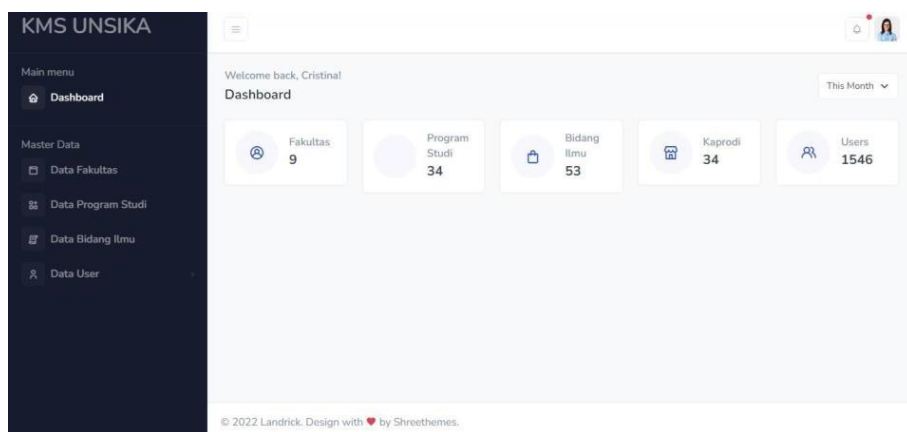 KMS UNSIKA
Main menu
Dashboard
Master Data
Data Fakultas
Data Program Studi
Data Bidang Ilmu
Data User
Welcome back, Cristina!
Dashboard
This Month
Fakultas
9
Program
Studi
34
Bidang
Ilmu
53
Kaprodi
34
Users
1546
© 2022 Landrick. Design with ❤ by Shreethemes.